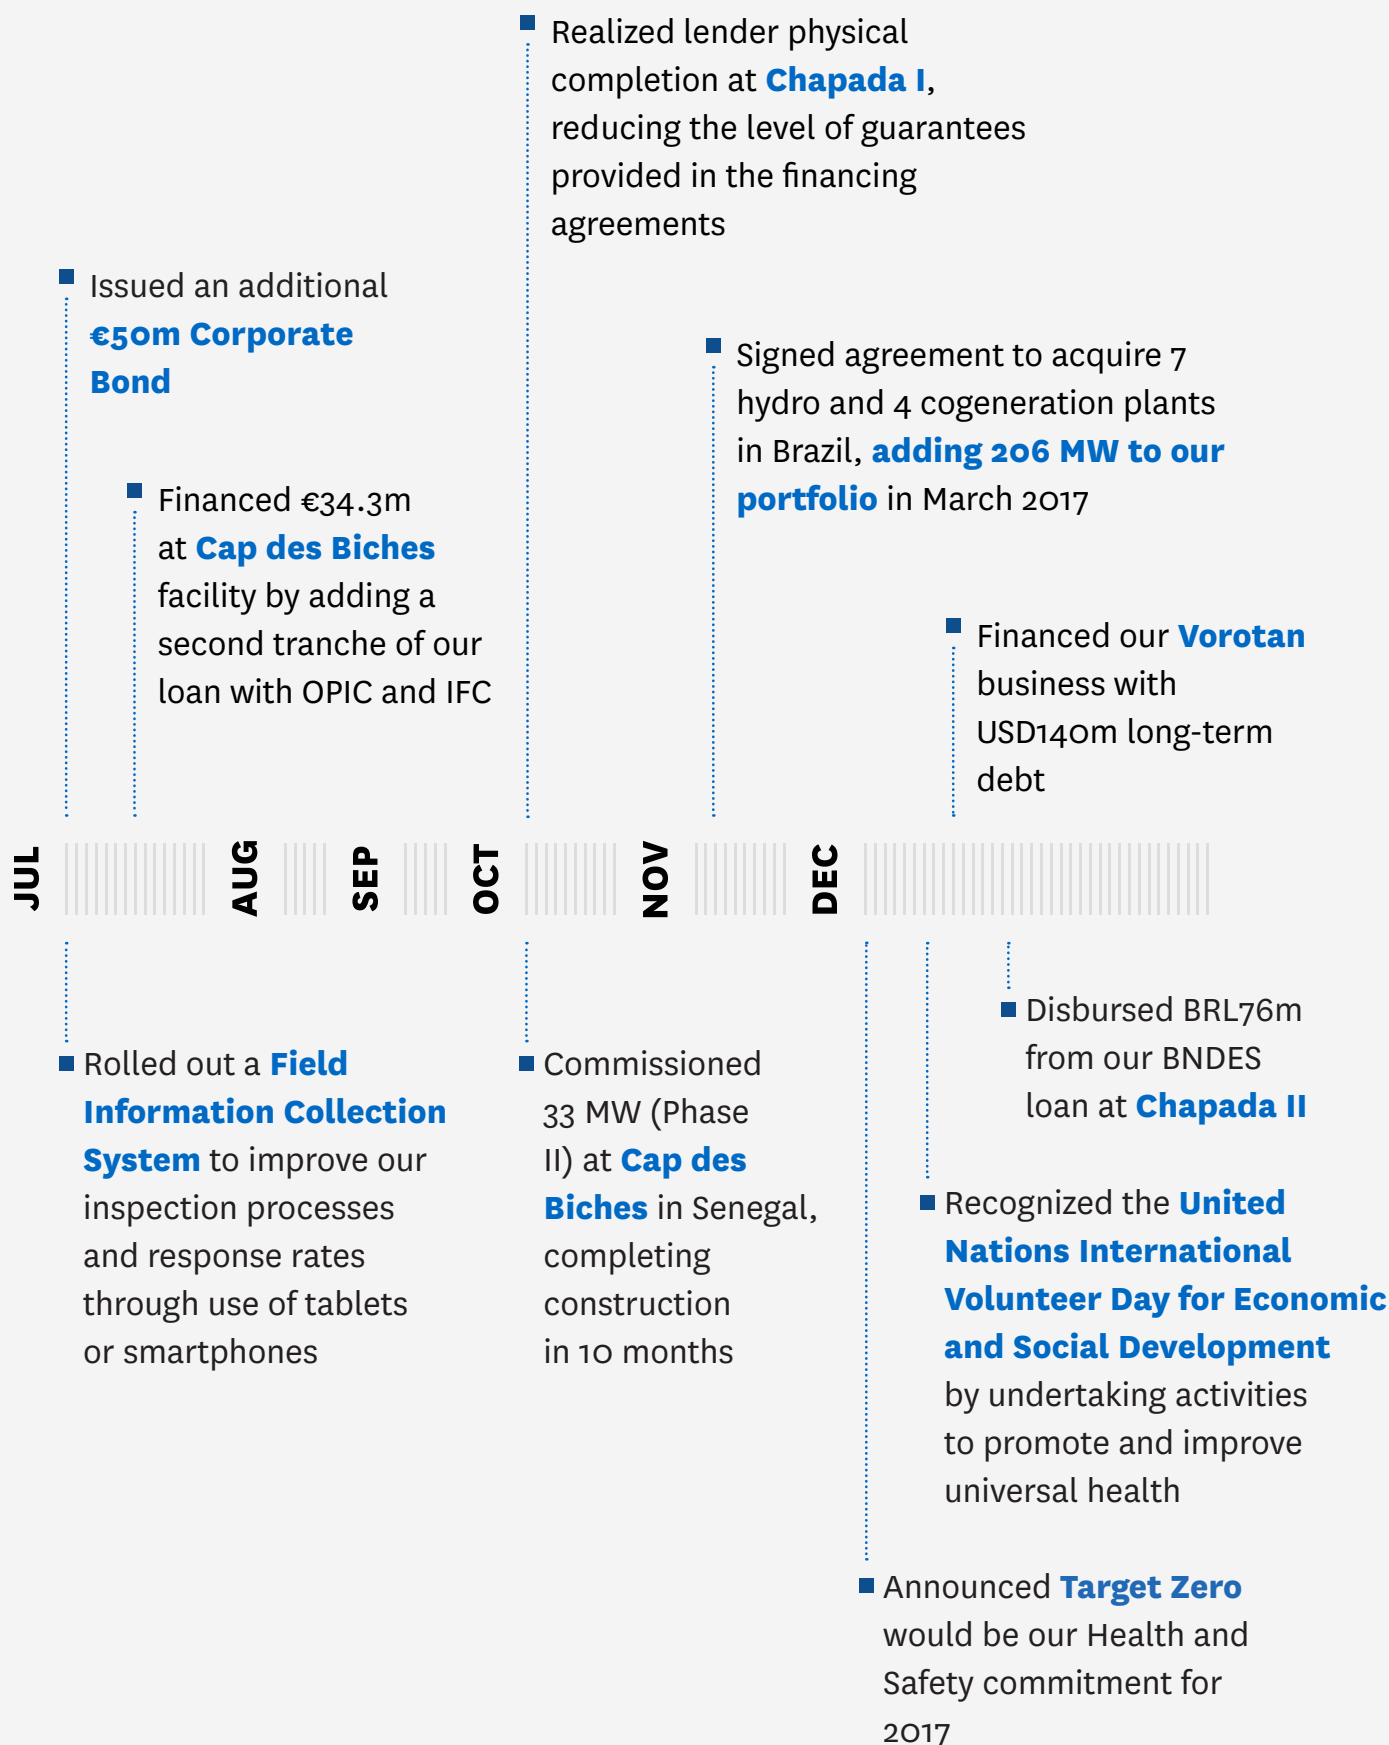 Realized lender physical
completion at Chapada I,
reducing the level of guarantees
provided in the financing
agreements
Issued an additional
€50m Corporate
Bond
Signed agreement to acquire 7
hydro and 4 cogeneration plants
in Brazil, adding 206 MW to our
portfolio in March 2017
Financed €34.3m
at Cap des Biches
facility by adding a
second tranche of our
loan with OPIC and IFC
Financed our Vorotan
business with
USD140m long-term
debt
JUL
AUG
SEP
OCT
NOV
DEC
Rolled out a Field
Information Collection
System to improve our
inspection processes
and response rates
through use of tablets
or smartphones
Commissioned
33 MW (Phase
II) at Cap des
Biches in Senegal,
completing
construction
in 10 months
Disbursed BRL76m
from our BNDES
loan at Chapada II
Recognized the United
Nations International
Volunteer Day for Economic
and Social Development
by undertaking activities
to promote and improve
universal health
Announced Target Zero
would be our Health and
Safety commitment for
2017